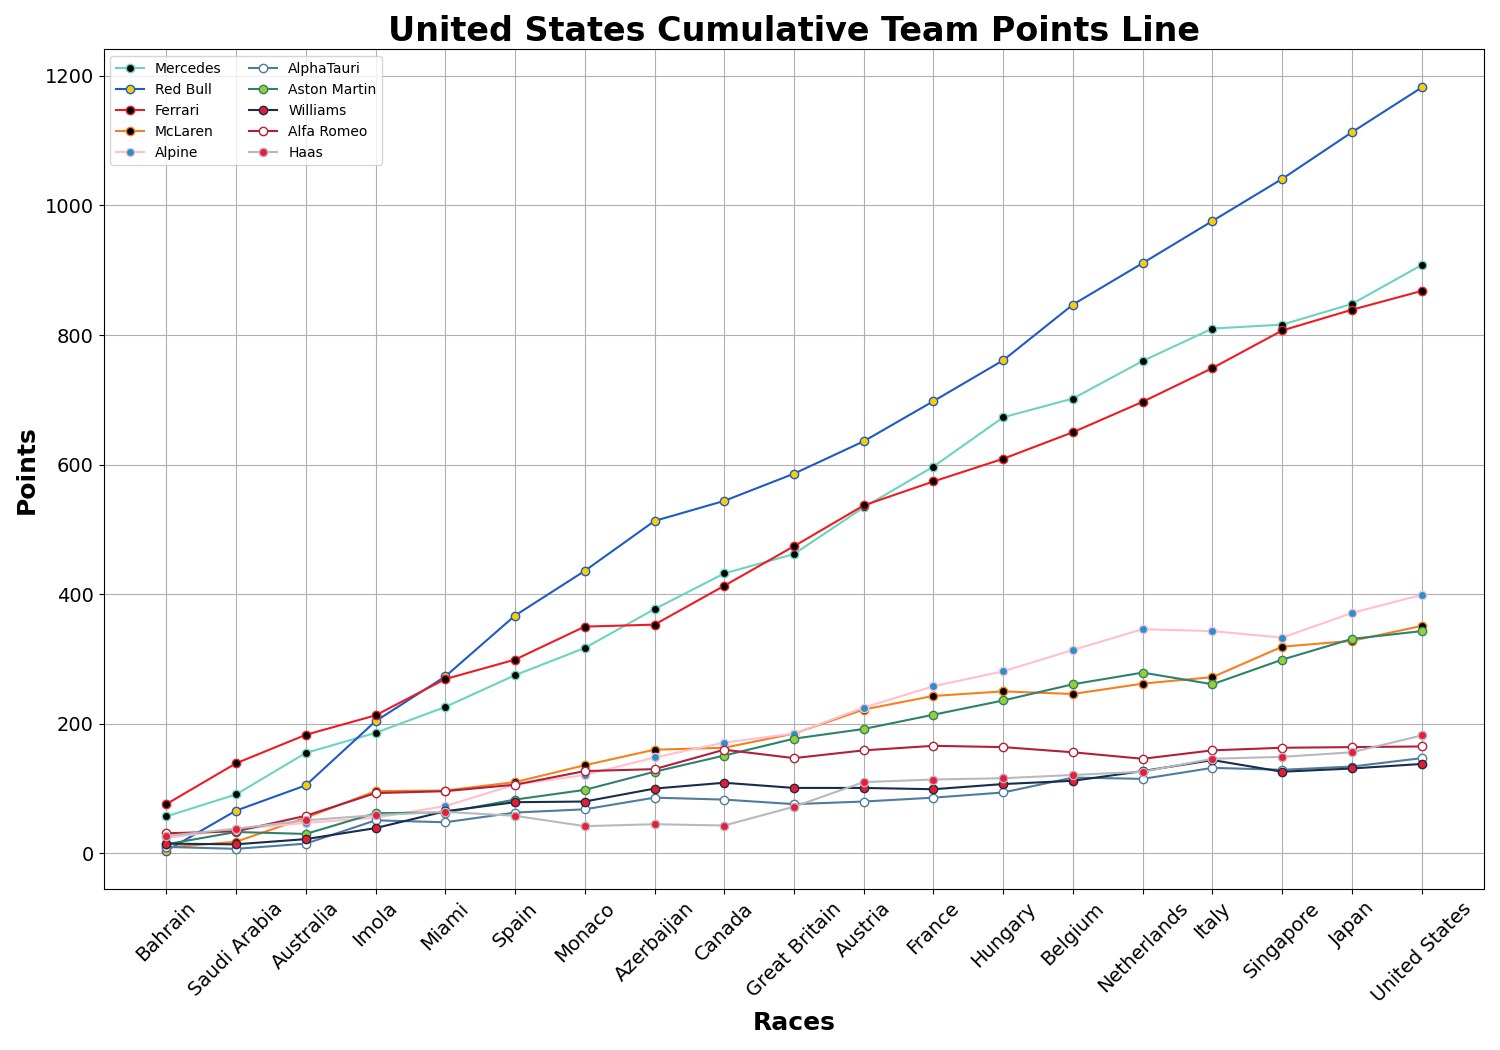 United States Cumulative Team Points Line
Mercedes
Red Bull
Ferrari
McLaren
Alpine
AlphaTauri
Aston Martin
Williams
Alfa Romeo
Haas
1200
1000
800
600
400
200
0
Points
Bahrain
Saudi Arabia
Australia
Imola
Miami
Spain
Monaco
Azerbaijan
Canada
Great Britain
Austria
France
Hungary
Belgium
Netherlands
Italy
Singapore
Japan
United States
Races